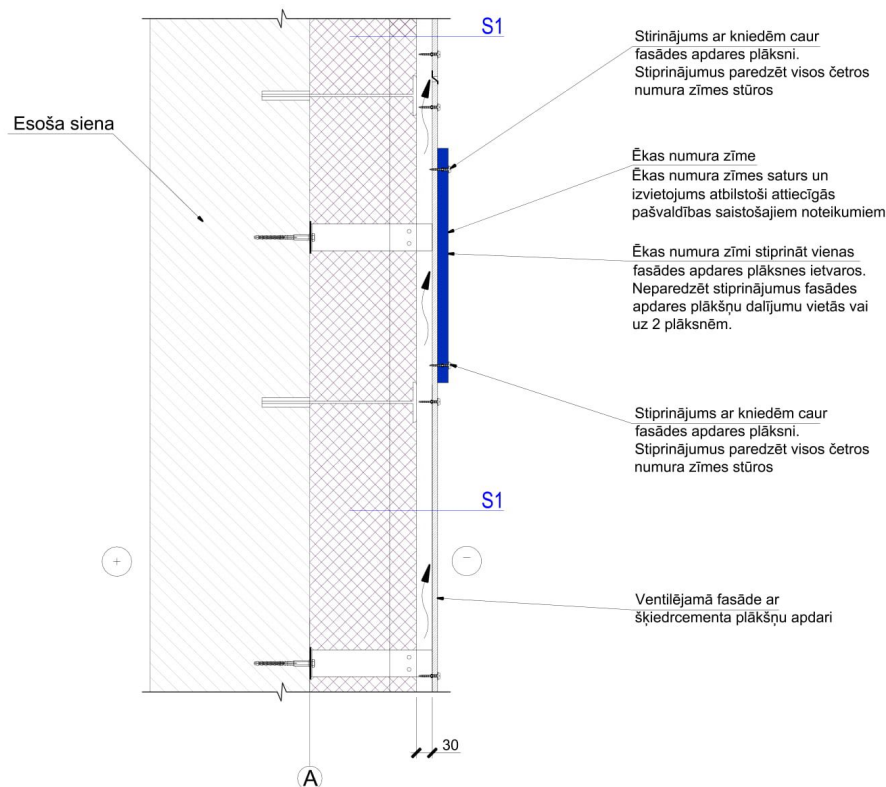 S1
Stirinājums ar kniedēm caur
fasādes apdares plāksni.
Stiprinājumus paredzēt visos četros
numura zīmes stūros
Esoša siena
Ēkas numura zīme
Ēkas numura zīmes saturs un
izvietojums atbilstoši attiecīgās
pašvaldības saistošajiem noteikumiem
Ēkas numura zīmi stiprināt vienas
fasādes apdares plāksnes ietvaros.
Neparedzēt stiprinājumus fasādes
apdares plākšņu dalījumu vietās vai
uz 2 plāksnēm.
Stiprinājums ar kniedēm caur
fasādes apdares plāksni.
Stiprinājumus paredzēt visos četros
numura zīmes stūros
S1
+
−
Ventilējamā fasāde ar
šķiedrcementa plākšņu apdari
30
A